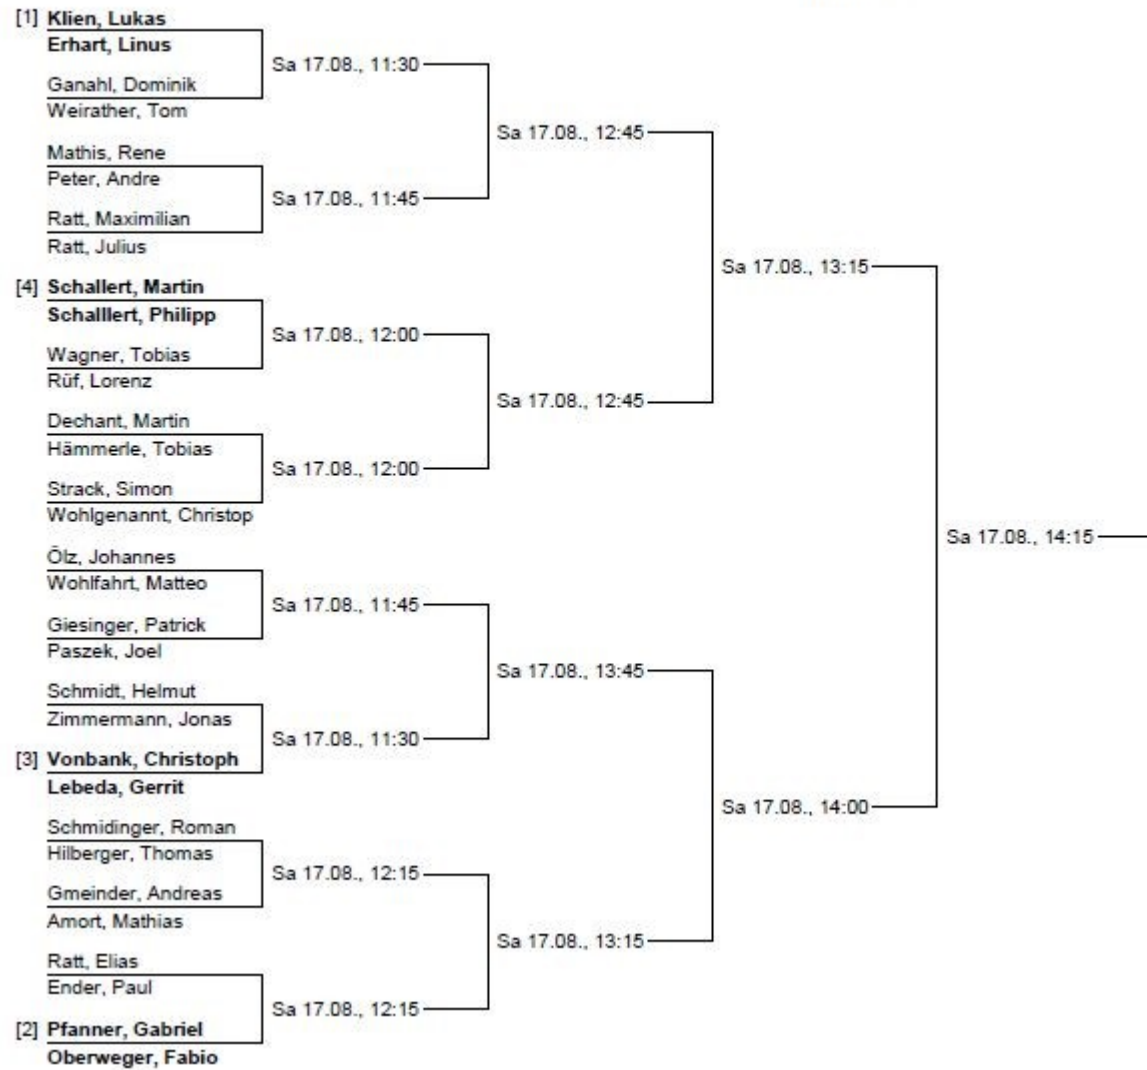 [1] Klien, Lukas
Erhart, Linus
Sa 17.08., 11:30
Ganahl, Dominik
Weirather, Tom
Sa 17.08., 12:45
Mathis, Rene
Peter, Andre
Sa 17.08., 11:45
Ratt, Maximilian
Ratt, Julius
Sa 17.08., 13:15
[4] Schallert, Martin
Schalllert, Philipp
Sa 17.08., 12:00
Wagner, Tobias
Rüf, Lorenz
Sa 17.08., 12:45
Dechant, Martin
Hämmerle, Tobias
Sa 17.08., 12:00
Strack, Simon
Wohlgenannt, Christop
Sa 17.08., 14:15
Ölz, Johannes
Wohlfahrt, Matteo
Sa 17.08., 11:45
Giesinger, Patrick
Paszek, Joel
Sa 17.08., 13:45
Schmidt, Helmut
Zimmermann, Jonas
Sa 17.08., 11:30
[3] Vonbank, Christoph
Lebeda, Gerrit
Sa 17.08., 14:00
Schmidinger, Roman
Hilberger, Thomas
Sa 17.08., 12:15
Gmeinder, Andreas
Amort, Mathias
Sa 17.08., 13:15
Ratt, Elias
Ender, Paul
Sa 17.08., 12:15
[2] Pfanner, Gabriel
Oberweger, Fabio